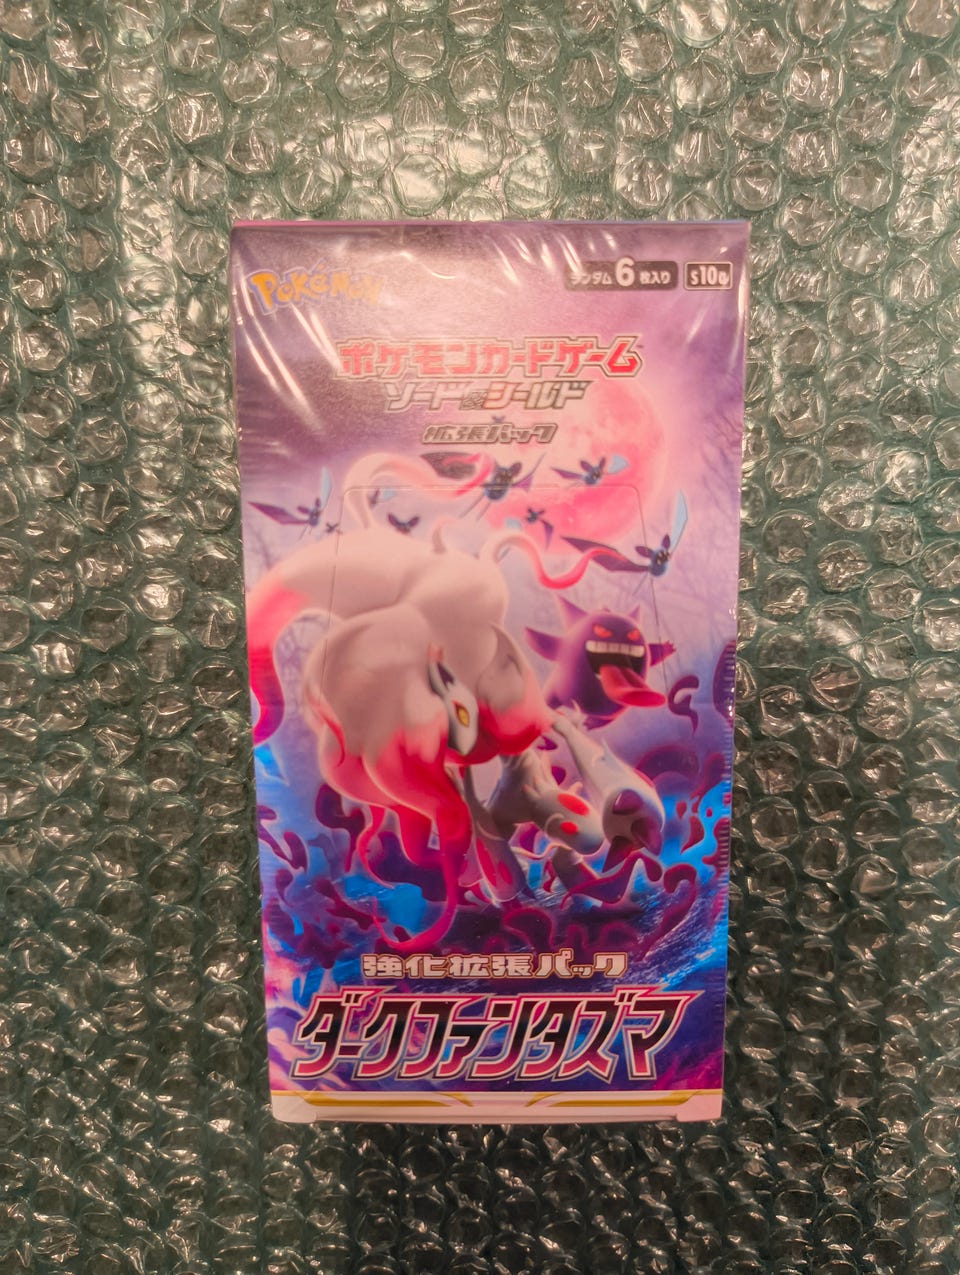 Pokémon
ランダム6枚入り S10a
ポケモンカードゲーム
ソード&シールド
拡張パック
強化拡張パック
ダークファンタズマ